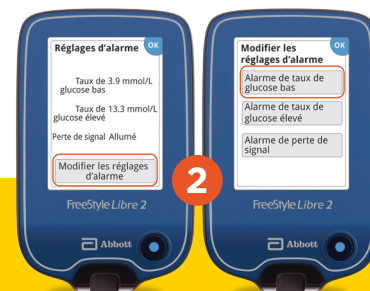 Réglages d'alarme
OK
Taux de 3.9 mmol/L
glucose bas
Taux de 13.3 mmol/L
glucose élevé
Perte de signal Allumé
Modifier les réglages
d'alarme
FreeStyle Libre 2
Abbott
2
Modifier les
réglages d'alarme
OK
Alarme de taux de
glucose bas
Alarme de taux de
glucose élevé
Alarme de perte de
signal
FreeStyle Libre 2
Abbott